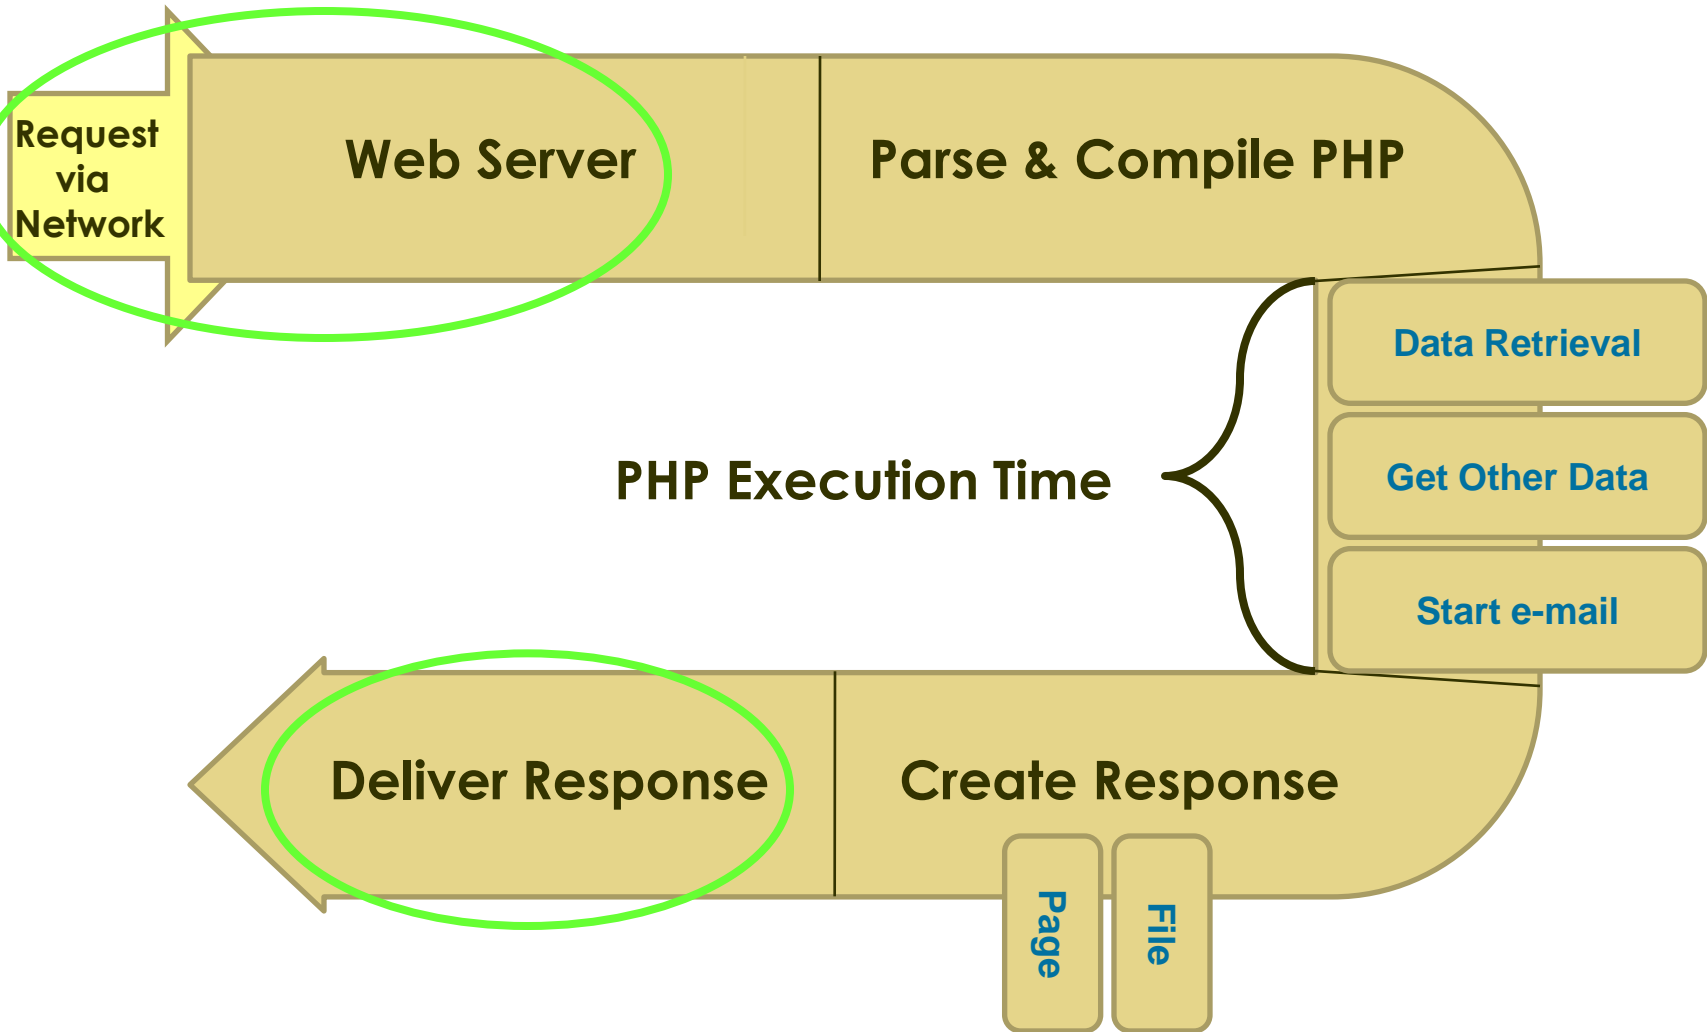 Request
via
Network
Web Server
Parse & Compile PHP
Data Retrieval
Get Other Data
PHP Execution Time
Start e-mail
Deliver Response
Create Response
Page
File